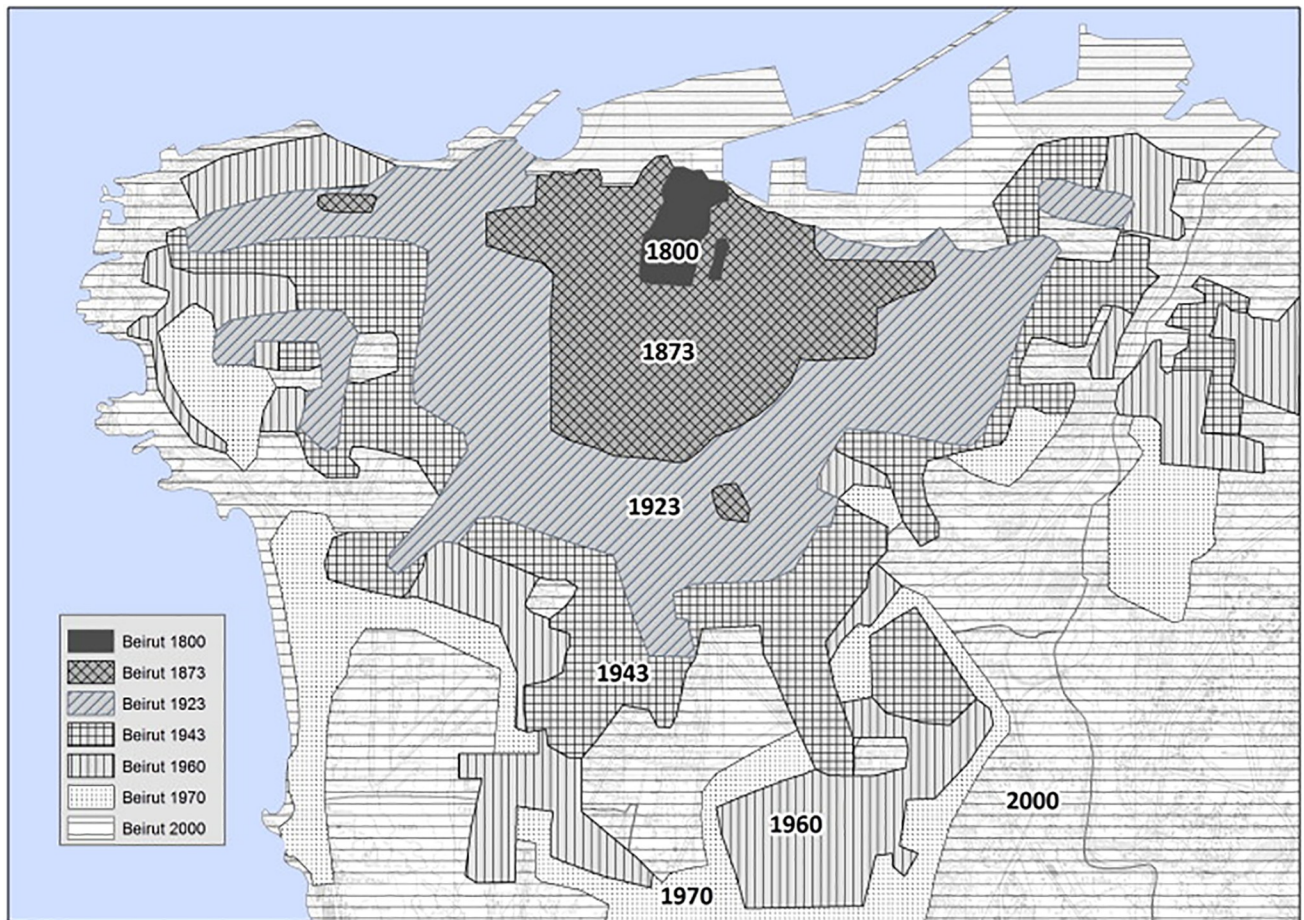 1800
1873
1923
1943
1960
2000
1970
Beirut 1800
Beirut 1873
Beirut 1923
Beirut 1943
Beirut 1960
Beirut 1970
Beirut 2000